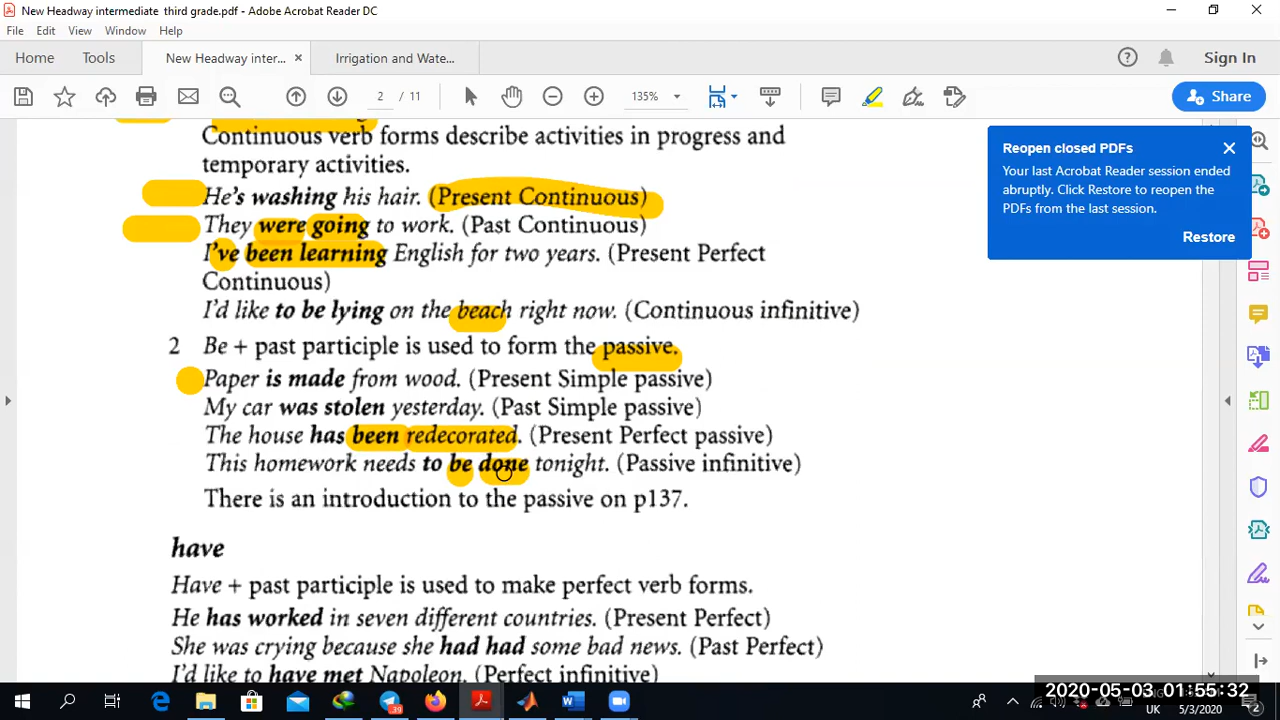 New Headway intermediate third grade.pdf - Adobe Acrobat Reader DC
File Edit View Window Help
Home Tools New Headway inter... × Irrigation and Wate... Sign In
2 / 11 135% Share
Continuous verb forms describe activities in progress and
temporary activities.
He's washing his hair. (Present Continuous)
They were going to work. (Past Continuous)
I've been learning English for two years. (Present Perfect
Continuous)
I'd like to be lying on the beach right now. (Continuous infinitive)
2 Be + past participle is used to form the passive.
Paper is made from wood. (Present Simple passive)
My car was stolen yesterday. (Past Simple passive)
The house has been redecorated. (Present Perfect passive)
This homework needs to be done tonight. (Passive infinitive)
There is an introduction to the passive on p137.
have
Have + past participle is used to make perfect verb forms.
He has worked in seven different countries. (Present Perfect)
She was crying because she had had some bad news. (Past Perfect)
I'd like to have met Napoleon. (Perfect infinitive)
Reopen closed PDFs
Your last Acrobat Reader session ended
abruptly. Click Restore to reopen the
PDFs from the last session.
Restore
39
2020-05-03 01:55:32
UK 5/3/2020 2